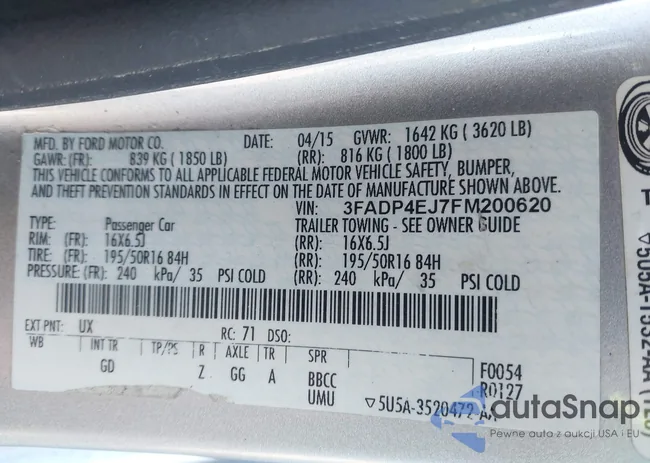 MFD. BY FORD MOTOR CO. DATE: 04/15 GVWR: 1642 KG ( 3620 LB)
GAWR: (FR): 839 KG ( 1850 LB) (RR): 816 KG ( 1800 LB)
THIS VEHICLE CONFORMS TO ALL APPLICABLE FEDERAL MOTOR VEHICLE SAFETY, BUMPER,
AND THEFT PREVENTION STANDARDS IN EFFECT ON THE DATE OF MANUFACTURE SHOWN ABOVE.
VIN: 3FADP4EJ7FM200620
TYPE: Passenger Car TRAILER TOWING - SEE OWNER GUIDE
RIM: (FR): 16X6.5J (RR): 16X6.5J
TIRE: (FR): 195/50R16 84H (RR): 195/50R16 84H
PRESSURE: (FR): 240 kPa/ 35 PSI COLD (RR): 240 kPa/ 35 PSI COLD
EXT PNT: UX RC: 71 DSO:
WB INT TR TP/PS R AXLE TR SPR
GD Z GG A BBCC
UMU
F0054
R0127
▽5U5A-3520472-AA
autoSnap
Pewne auta z aukcji USA i EU